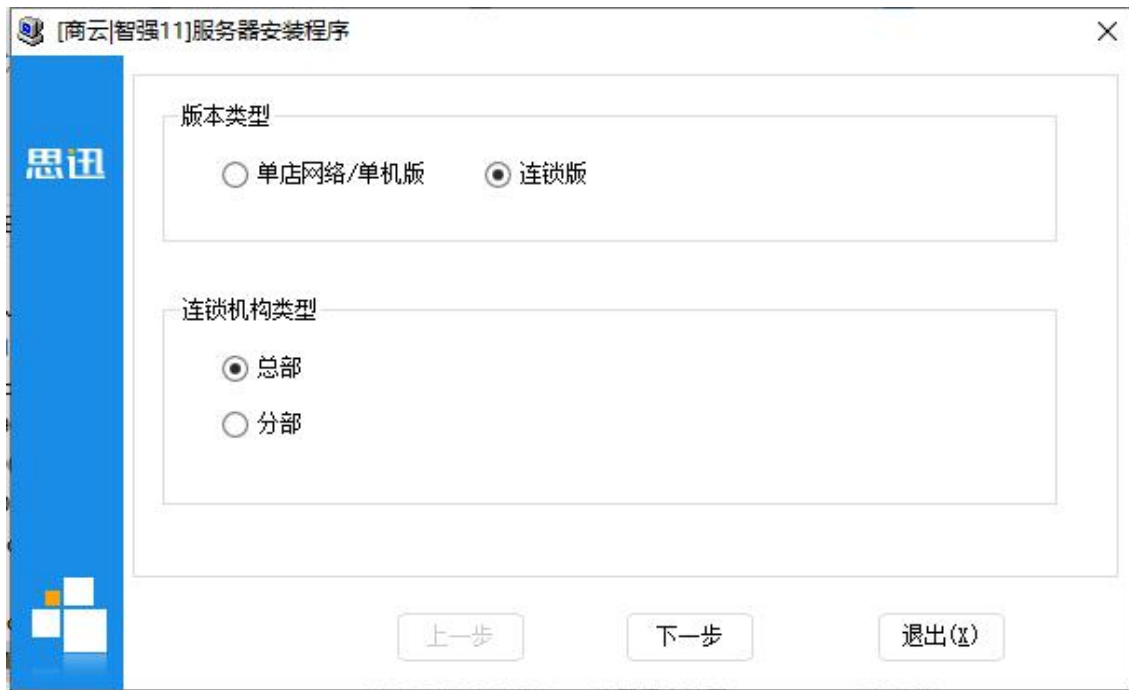 [商云|智强11]服务器安装程序
思迅
版本类型
单店网络/单机版 连锁版
连锁机构类型
总部
分部
上一步 下一步 退出(X)